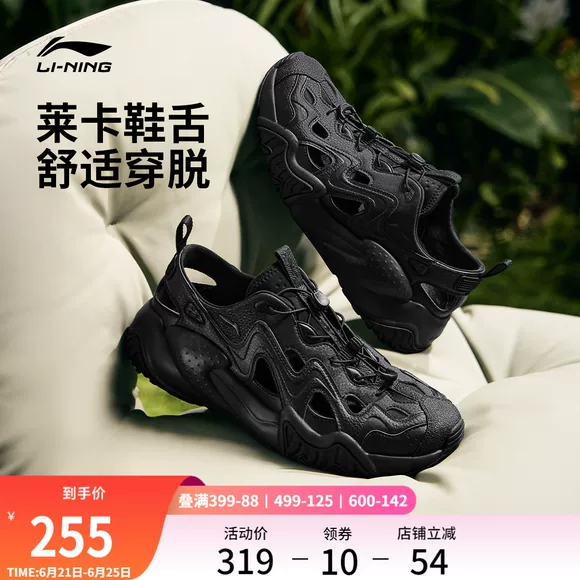 LI-NING
莱卡鞋舌
舒适穿脱
到手价
¥
255
TIME:6月21日-6月25日
叠满399-88 | 499-125 | 600-142
活动价
319
—
领券
10
—
店铺立减
54